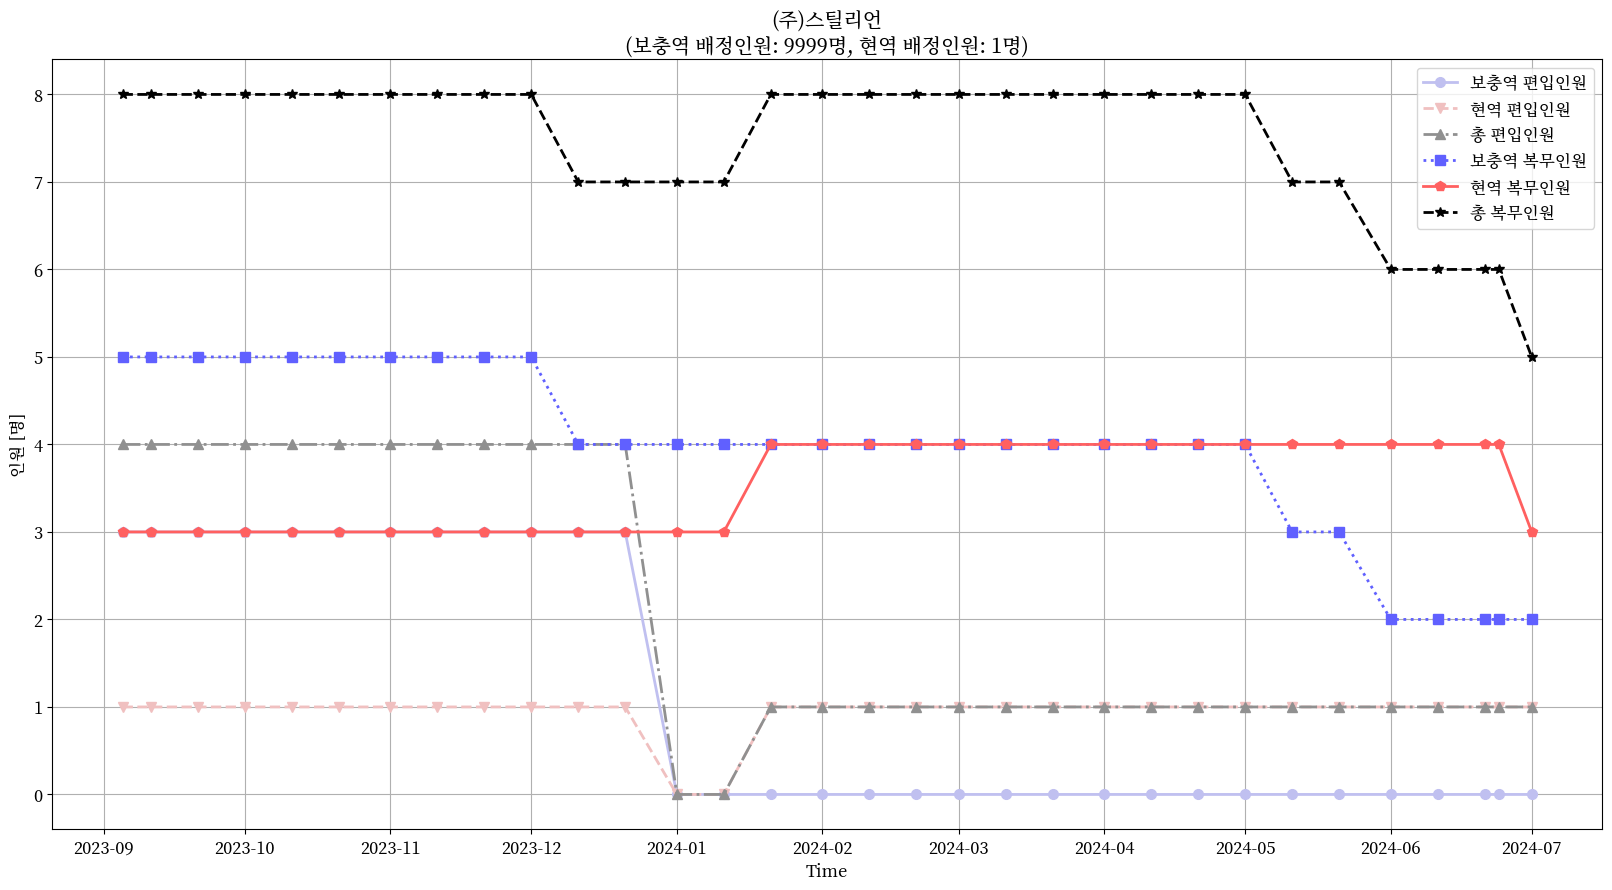 (주)스틸리언
(보충역 배정인원: 9999명, 현역 배정인원: 1명)
보충역 편입인원
현역 편입인원
총 편입인원
보충역 복무인원
현역 복무인원
총 복무인원
인원 [명]
8
7
6
5
4
3
2
1
0
2023-09 2023-10 2023-11 2023-12 2024-01 2024-02 2024-03 2024-04 2024-05 2024-06 2024-07
Time